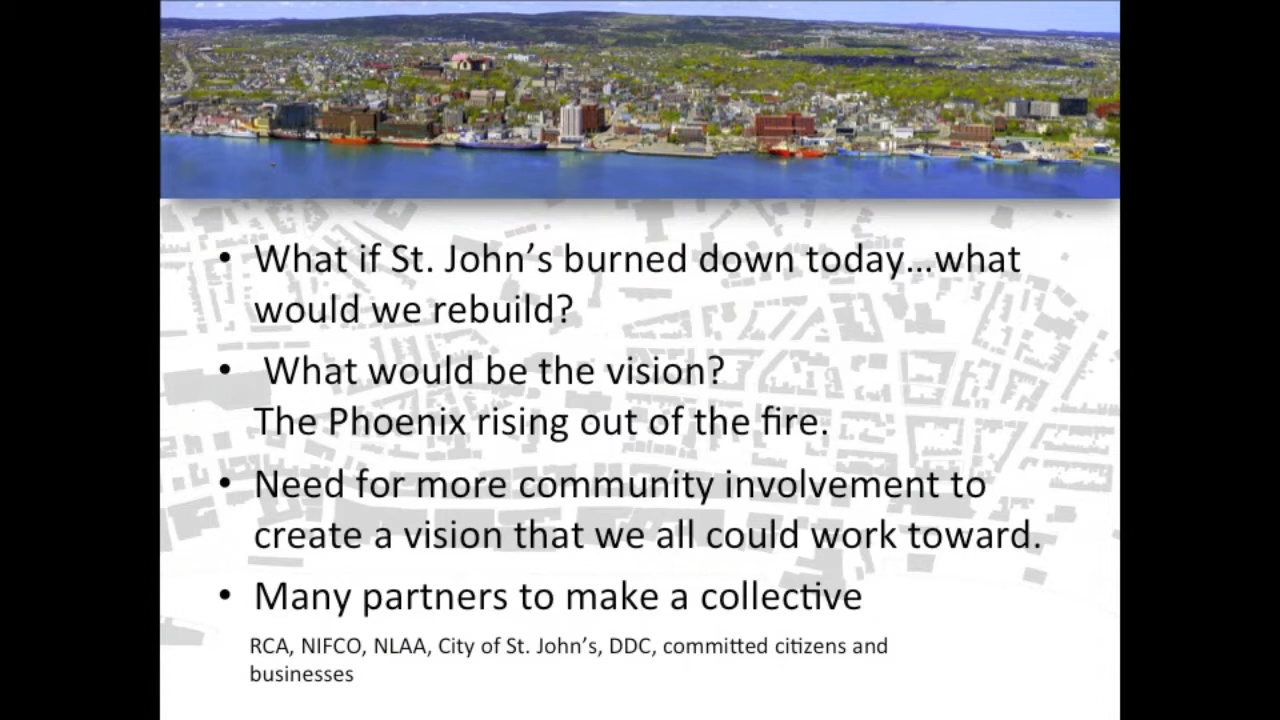 • What if St. John’s burned down today…what
would we rebuild?
• What would be the vision?
The Phoenix rising out of the fire.
• Need for more community involvement to
create a vision that we all could work toward.
• Many partners to make a collective
RCA, NIFCO, NLAA, City of St. John’s, DDC, committed citizens and
businesses